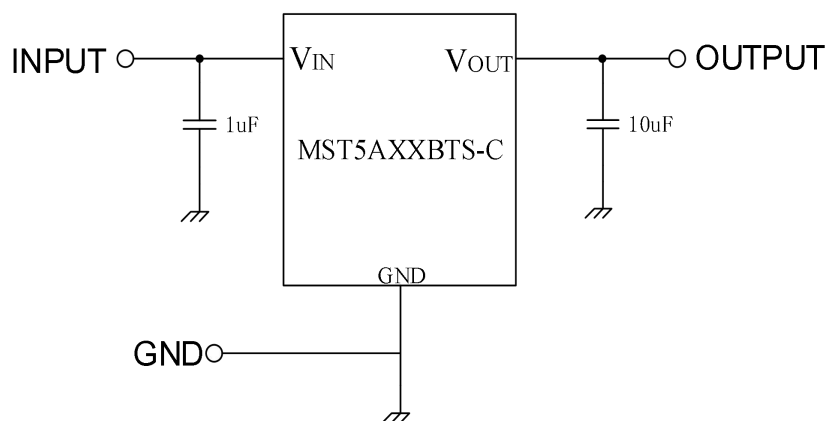 INPUT
VIN
VOUT
OUTPUT
1uF
10uF
MST5AXXBTS-C
GND
GND